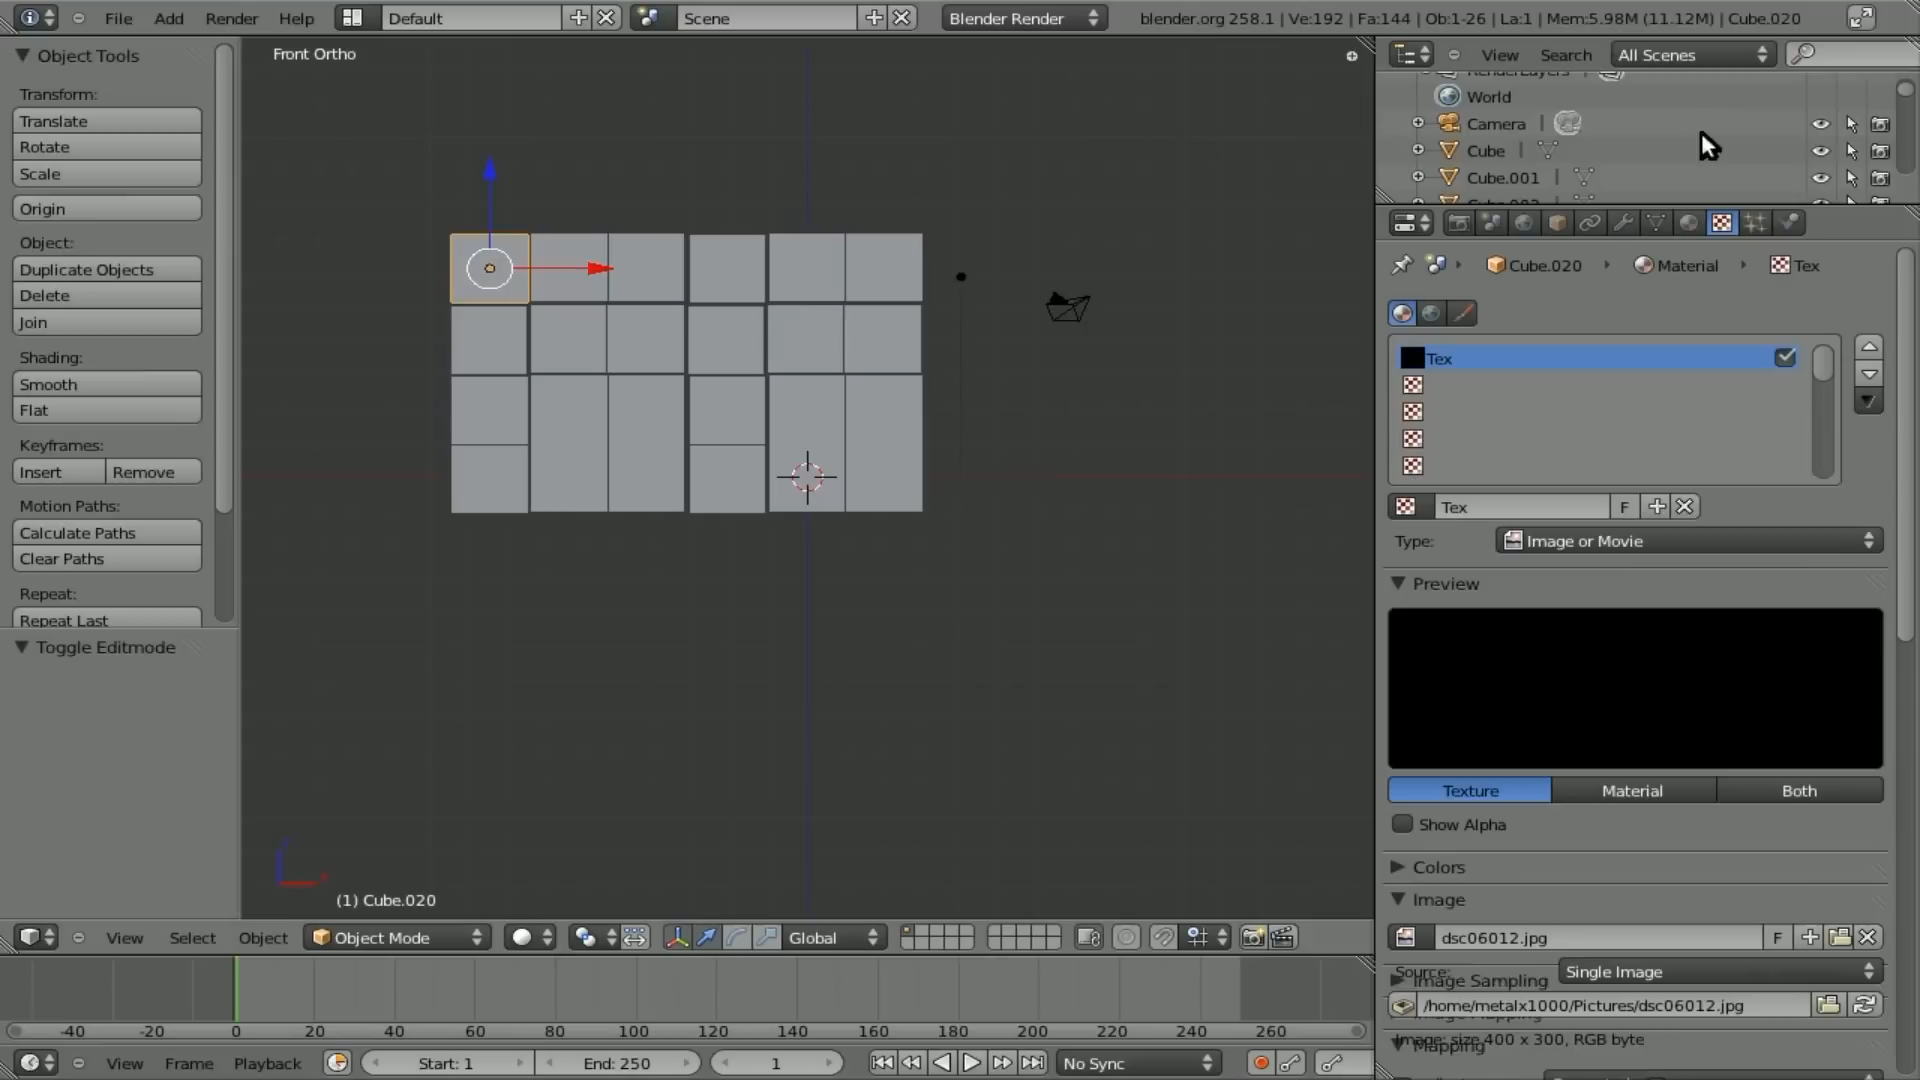 File Add Render Help Default Scene Blender Render blender.org 258.1 | Ve:192 | Fa:144 | Ob:1-26 | La:1 | Mem:5.98M (11.12M) | Cube.020
Object Tools
Transform:
Translate
Rotate
Scale
Origin
Object:
Duplicate Objects
Delete
Join
Shading:
Smooth
Flat
Keyframes:
Insert Remove
Motion Paths:
Calculate Paths
Clear Paths
Repeat:
Repeat Last
Toggle Editmode
Front Ortho
(1) Cube.020
View Select Object Object Mode Global
-40 -20 0 20 40 60 80 100 120 140 160 180 200 220 240 260
View Frame Playback Start: 1 End: 250 1 No Sync
View Search All Scenes
RenderLayers
World
Camera
Cube
Cube.001
Cube.020 Material Tex
Tex
Tex F
Type: Image or Movie
Preview
Texture Material Both
Show Alpha
Colors
Image
dsc06012.jpg F
Source: Single Image
Image Sampling
/home/metalx1000/Pictures/dsc06012.jpg
Image: size 400 x 300, RGB byte
Mapping